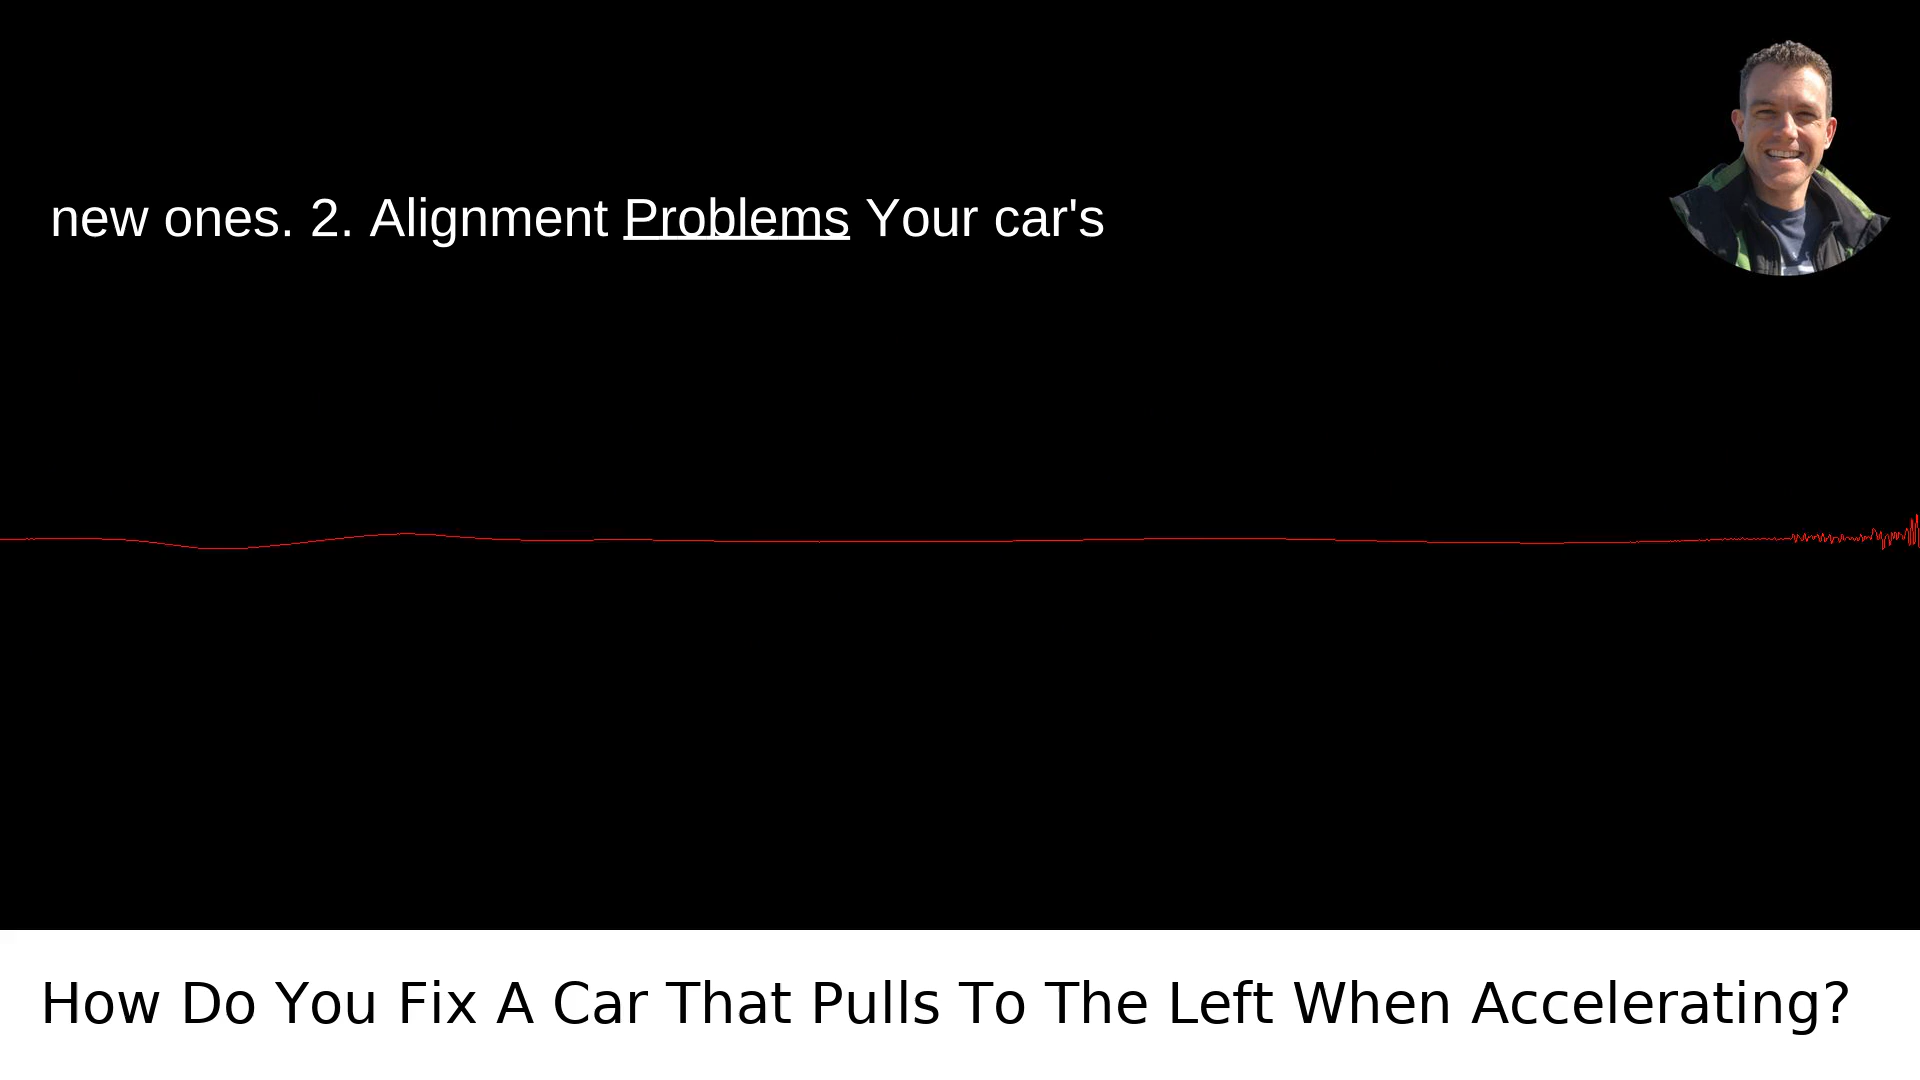 new ones. 2. Alignment Problems Your car's
How Do You Fix A Car That Pulls To The Left When Accelerating?